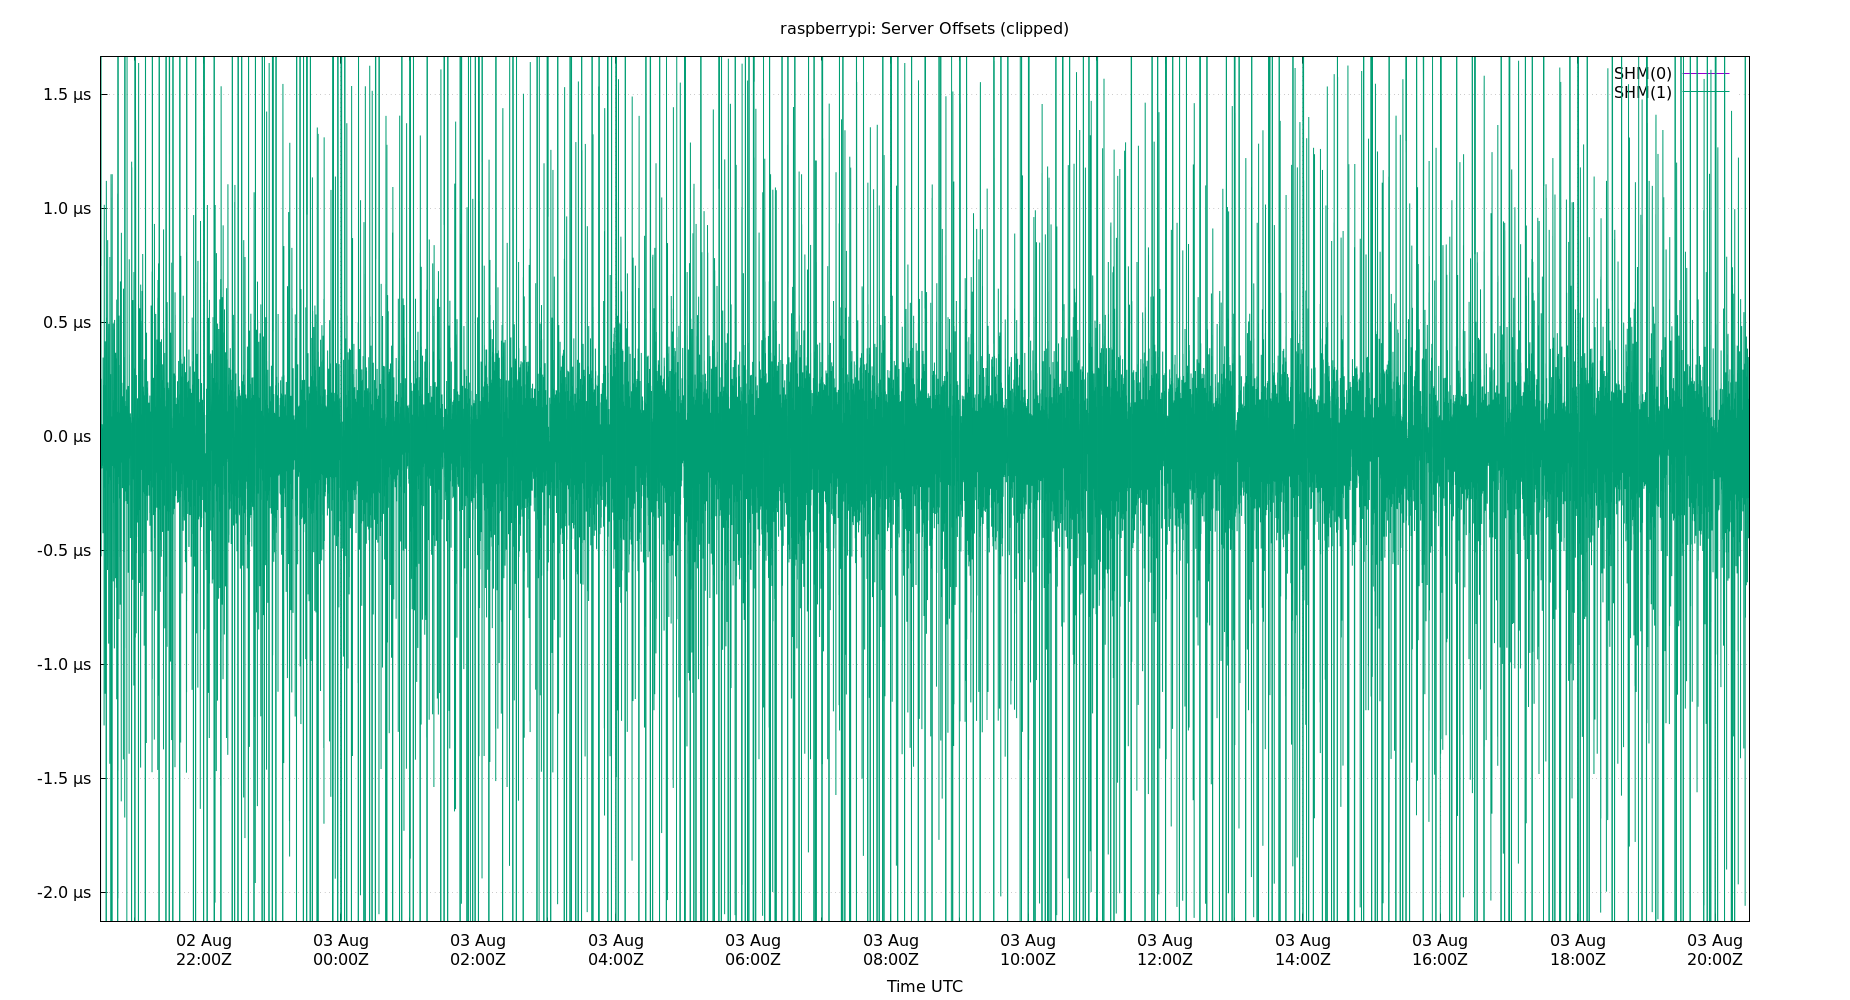 raspberrypi: Server Offsets (clipped)
SHM(0)
SHM(1)
1.5 µs
1.0 µs
0.5 µs
0.0 µs
-0.5 µs
-1.0 µs
-1.5 µs
-2.0 µs
02 Aug 03 Aug 03 Aug 03 Aug 03 Aug 03 Aug 03 Aug 03 Aug 03 Aug 03 Aug 03 Aug 03 Aug
22:00Z 00:00Z 02:00Z 04:00Z 06:00Z 08:00Z 10:00Z 12:00Z 14:00Z 16:00Z 18:00Z 20:00Z
Time UTC